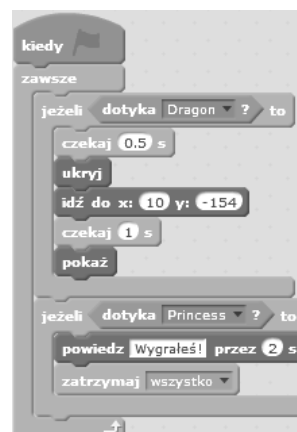 kiedy
zawsze
jeżeli dotyka Dragon ? to
czekaj 0.5 s
ukryj
idź do x: 10 y: -154
czekaj 1 s
pokaż
jeżeli dotyka Princess ? to
powiedz Wygrałeś! przez 2 s
zatrzymaj wszystko